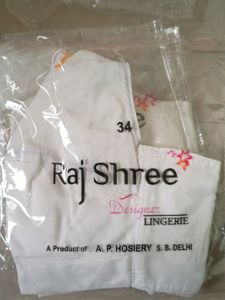 34
Raj Shree
Designer
LINGERIE
A Product of : A. P. HOSIERY S. B. DELHI